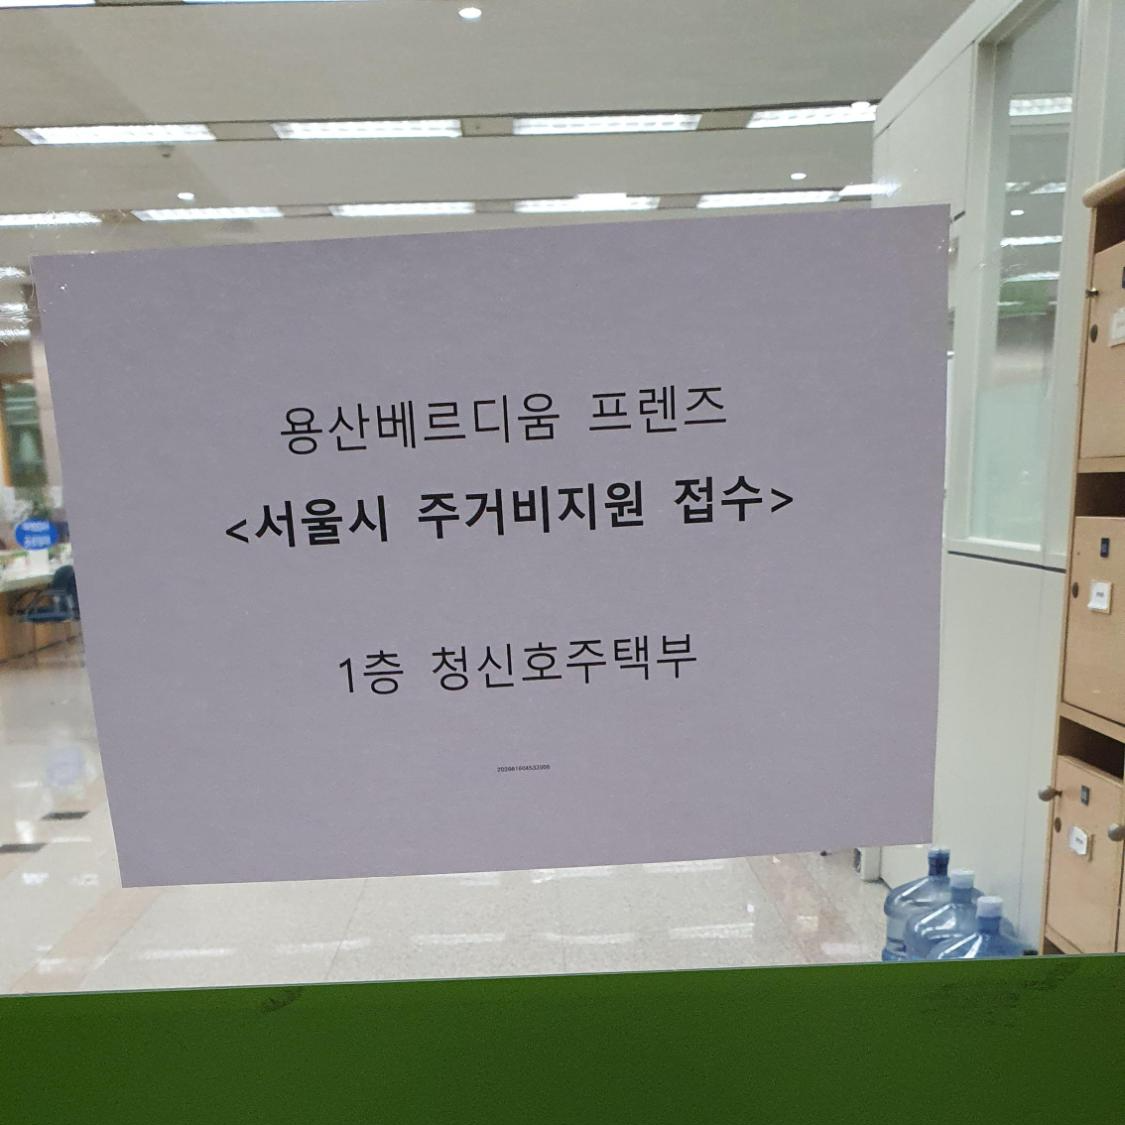 용산베르디움 프렌즈
<서울시 주거비지원 접수>
1층 청신호주택부